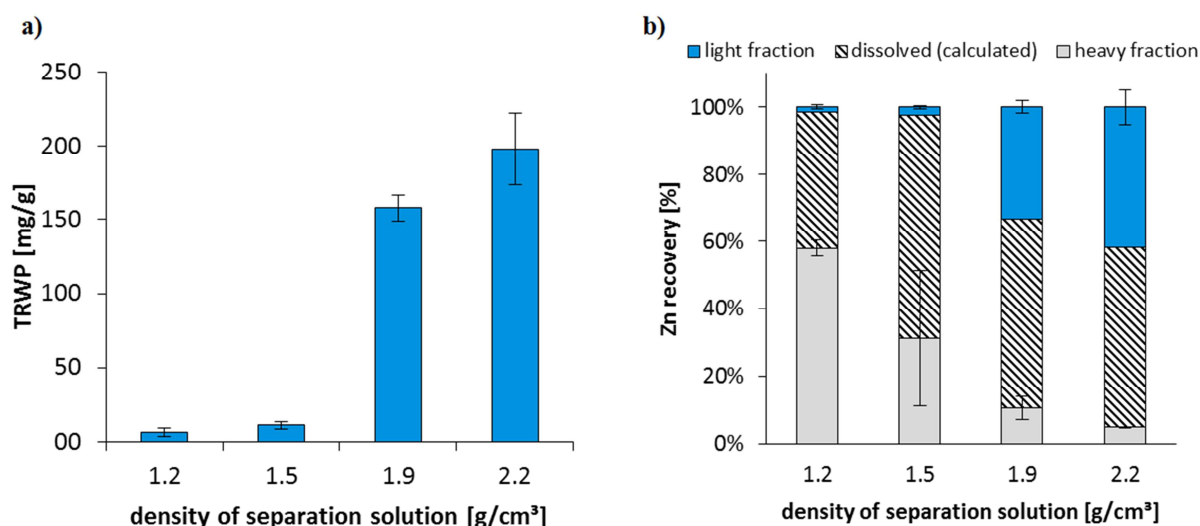 a)
250
200
150
100
50
00
TRWP [mg/g]
1.2 1.5 1.9 2.2
density of separation solution [g/cm³]
b)
light fraction dissolved (calculated) heavy fraction
100%
80%
60%
40%
20%
0%
Zn recovery [%]
1.2 1.5 1.9 2.2
density of separation solution [g/cm³]